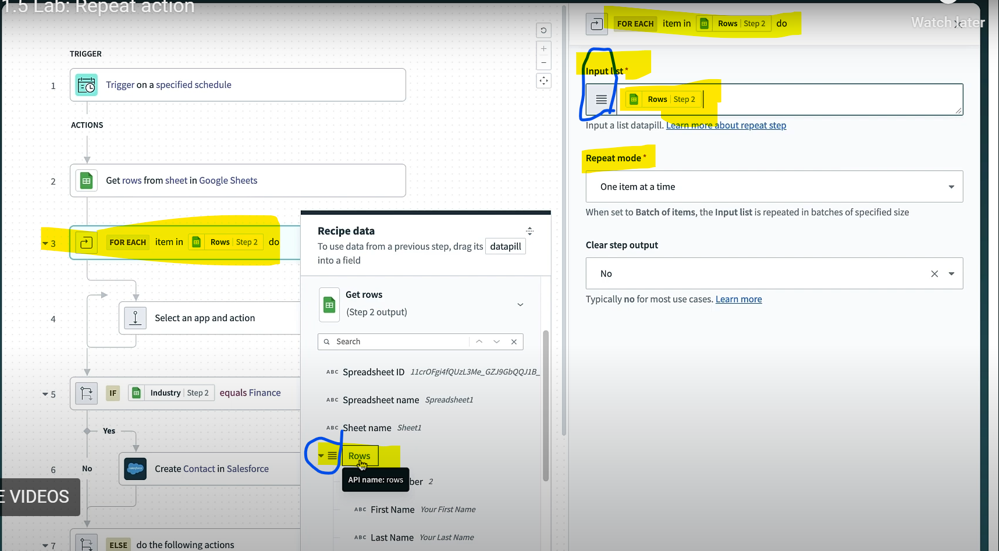 1.5 Lab: Repeat action
Watch later
TRIGGER
1
Trigger on a specified schedule
ACTIONS
2
Get rows from sheet in Google Sheets
3
FOR EACH item in Rows Step 2 do
4
Select an app and action
5
IF Industry Step 2 equals Finance
Yes
6
No
Create Contact in Salesforce
salesforce
E VIDEOS
7
ELSE do the following actions
Recipe data
To use data from a previous step, drag its datapill
into a field
Get rows
(Step 2 output)
Search
ABC Spreadsheet ID 11crOFgi4fQUzL3Me_GZJ9GbQQJ1B_
ABC Spreadsheet name Spreadsheet1
ABC Sheet name Sheet1
Rows
API name: rows
ber 2
ABC First Name Your First Name
ABC Last Name Your Last Name
FOR EACH item in Rows Step 2 do
Input list *
Rows Step 2
Input a list datapill. Learn more about repeat step
Repeat mode *
One item at a time
When set to Batch of items, the Input list is repeated in batches of specified size
Clear step output
No
Typically no for most use cases. Learn more